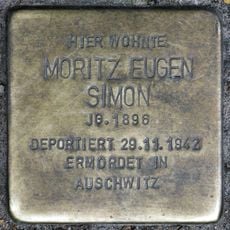 HIER WOHNTE
MORITZ EUGEN
SIMON
JG. 1896
DEPORTIERT 29.11.1942
ERMORDET IN
AUSCHWITZ